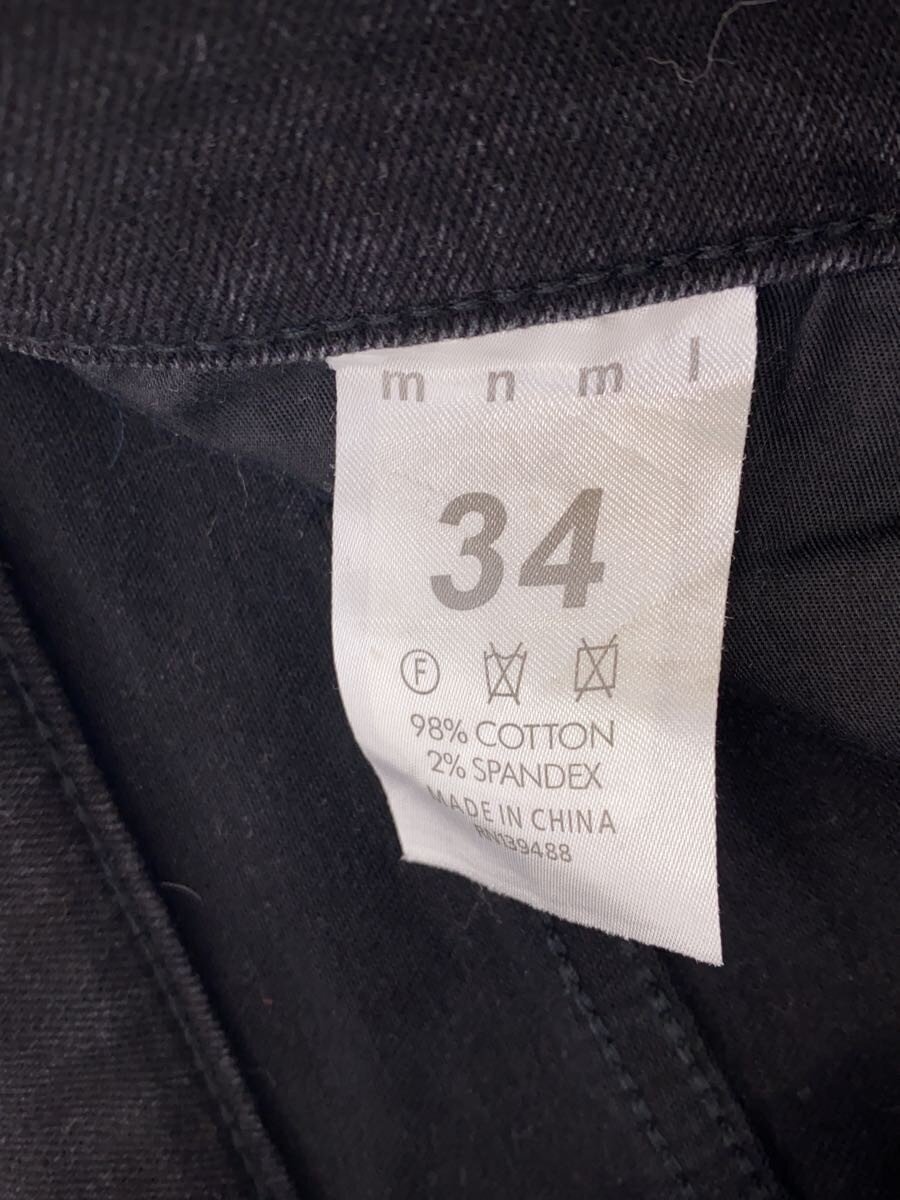 m n m l
34
F
98% COTTON
2% SPANDEX
MADE IN CHINA
RN139488